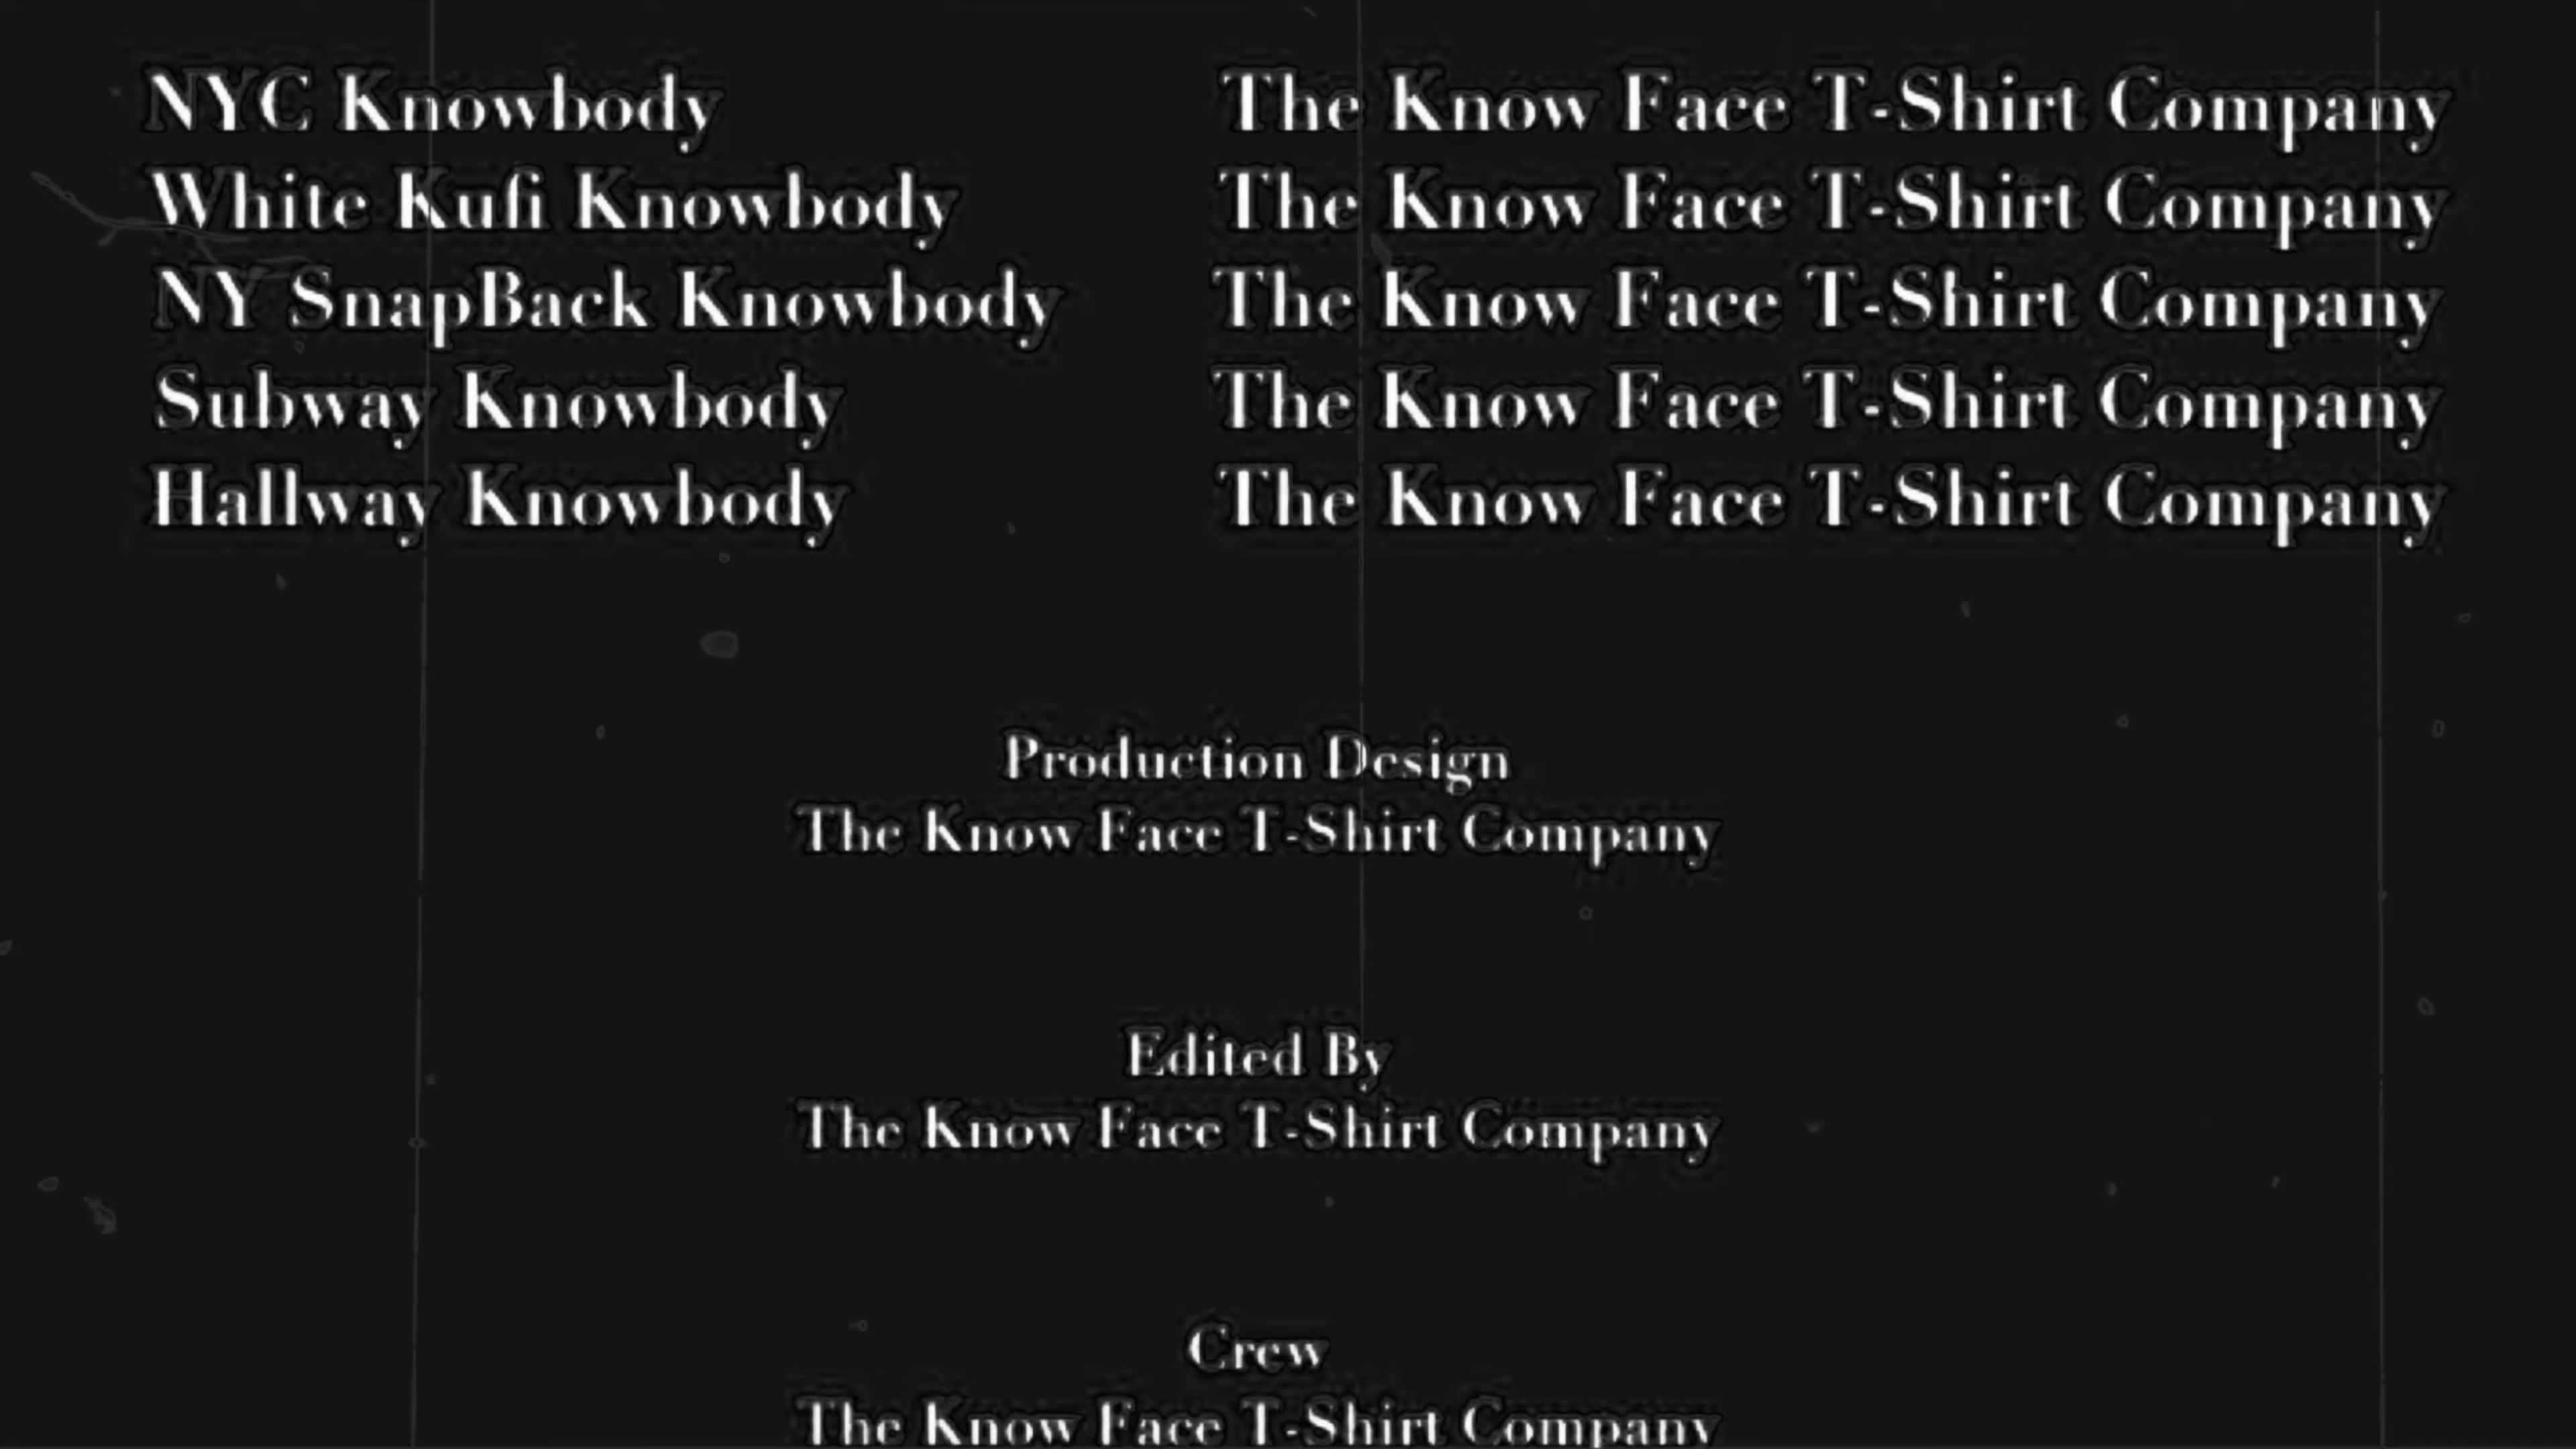 NYC Knowbody The Know Face T-Shirt Company
White Kufi Knowbody The Know Face T-Shirt Company
NY SnapBack Knowbody The Know Face T-Shirt Company
Subway Knowbody The Know Face T-Shirt Company
Hallway Knowbody The Know Face T-Shirt Company
Production Design
The Know Face T-Shirt Company
Edited By
The Know Face T-Shirt Company
Crew
The Know Face T-Shirt Company